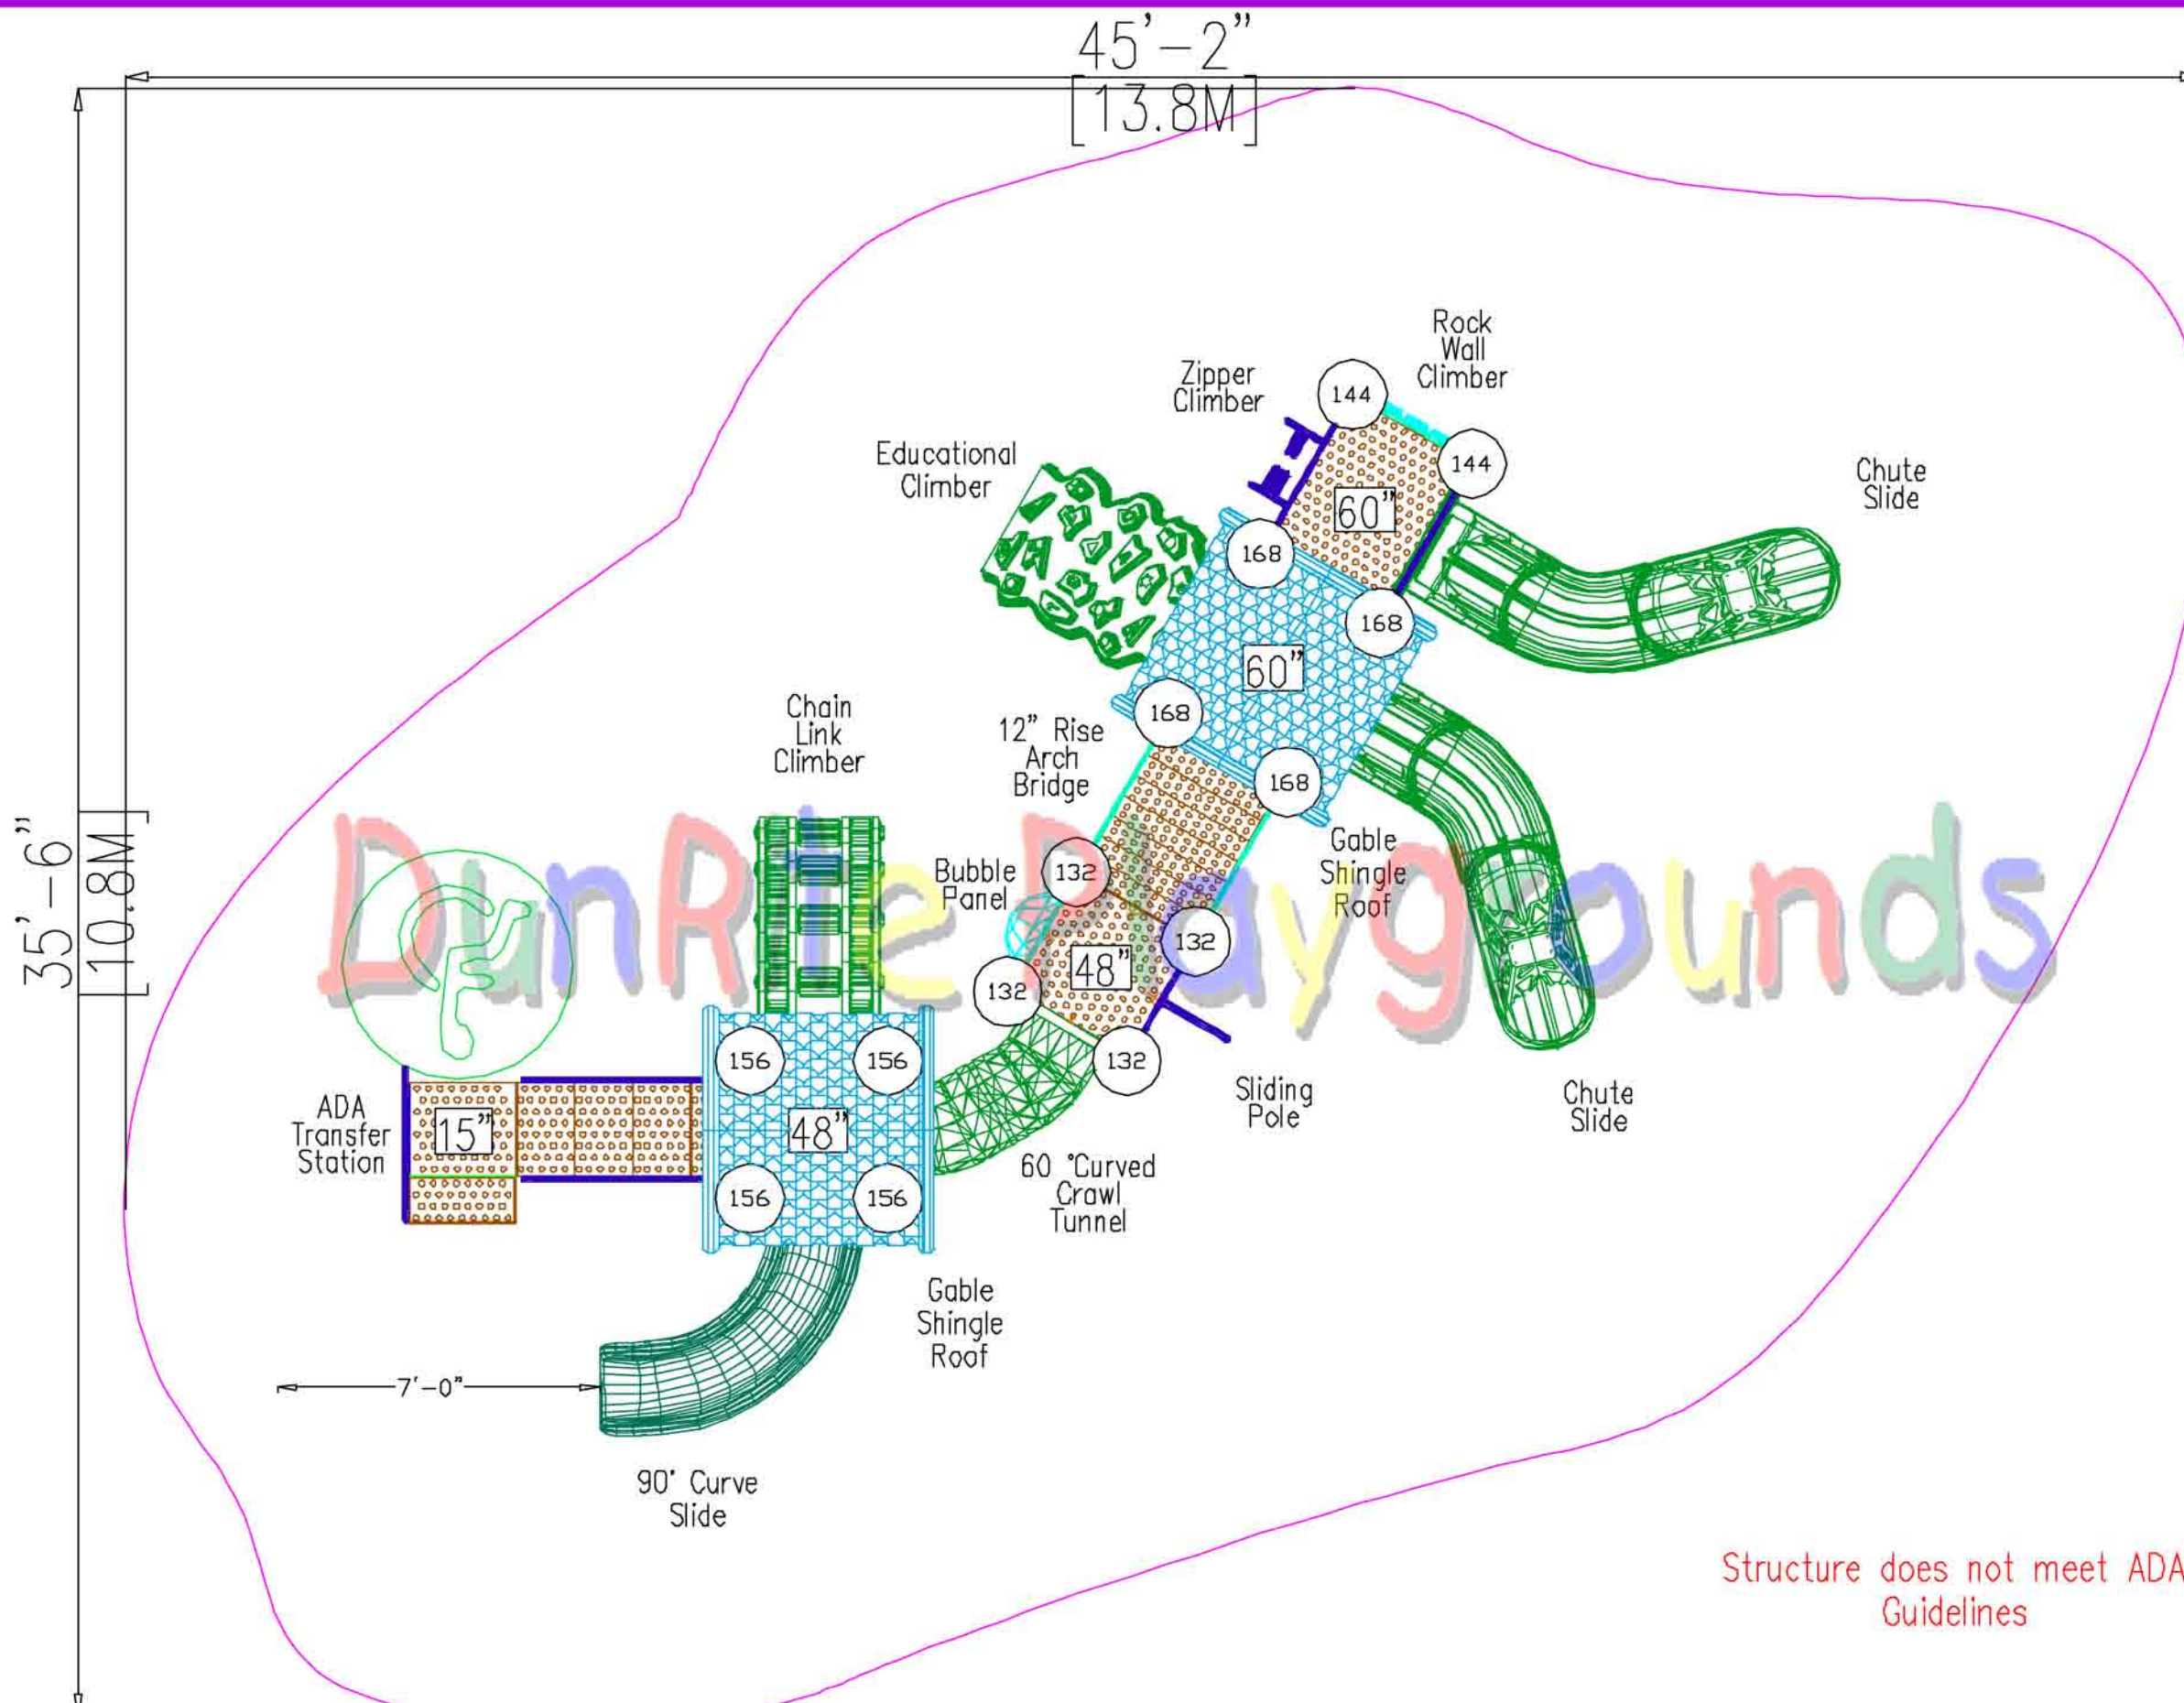 45'-2"
[13.8M]
35'-6"
[10.8M]
Rock
Wall
Climber
Zipper
Climber
144
144
Educational
Climber
Chute
Slide
60"
168
168
60"
Chain
Link
Climber
12" Rise
Arch
Bridge
168
168
Gable
Shingle
Roof
DunRite Playgrounds
Bubble
Panel
132
132
48"
132
132
156
156
Sliding
Pole
Chute
Slide
ADA
Transfer
Station
15"
48"
156
156
60 °Curved
Crawl
Tunnel
Gable
Shingle
Roof
7'-0"
90° Curve
Slide
Structure does not meet ADA
Guidelines